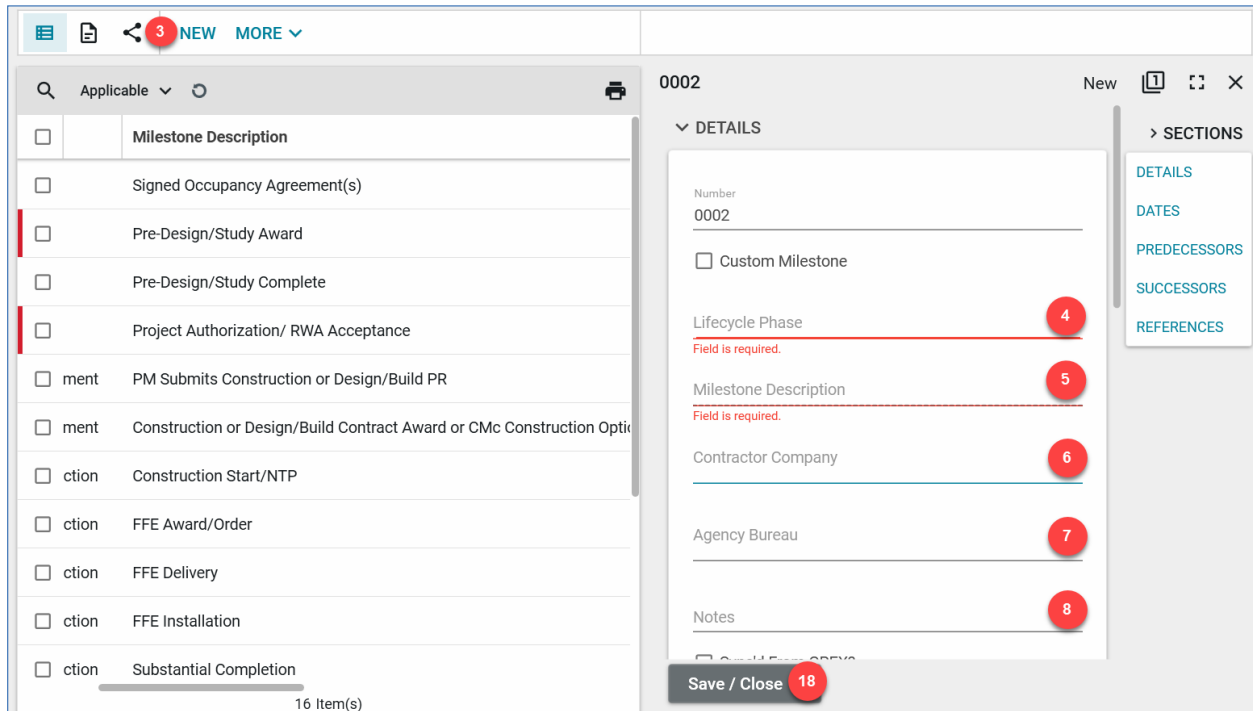 3 NEW MORE
Applicable
Milestone Description
Signed Occupancy Agreement(s)
Pre-Design/Study Award
Pre-Design/Study Complete
Project Authorization/ RWA Acceptance
ment PM Submits Construction or Design/Build PR
ment Construction or Design/Build Contract Award or CMc Construction Optio
ction Construction Start/NTP
ction FFE Award/Order
ction FFE Delivery
ction FFE Installation
ction Substantial Completion
16 Item(s)
0002 New 1
DETAILS
Number
0002
Custom Milestone
Lifecycle Phase 4
Field is required.
Milestone Description 5
Field is required.
Contractor Company 6
Agency Bureau 7
Notes 8
Save / Close 18
SECTIONS
DETAILS
DATES
PREDECESSORS
SUCCESSORS
REFERENCES